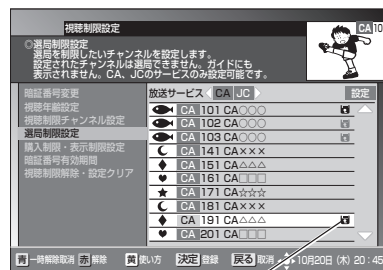 視聴制限設定
CA10
◎選局制限設定
選局を制限したいチャンネルを設定します。
設定されたチャンネルは選局できません。ガイドにも
表示されません。CA、JCのサービスのみ設定可能です。
暗証番号変更
視聴年齢設定
視聴制限チャンネル設定
選局制限設定
購入制限・表示制限設定
暗証番号有効期間
視聴制限解除・設定クリア
放送サービス CA JC 設定
CA 101 CA○○○
CA 102 CA○○○
CA 103 CA○○○
CA 141 CA×××
CA 151 CA△△△
CA 161 CA□□□
CA 171 CA☆☆☆
CA 181 CA×××
CA 191 CA△△△
CA 201 CA□□□
青 一時解除取消 赤 解除 黄 使い方 決定 登録 戻る 取消 10月20日 (木) 20:45